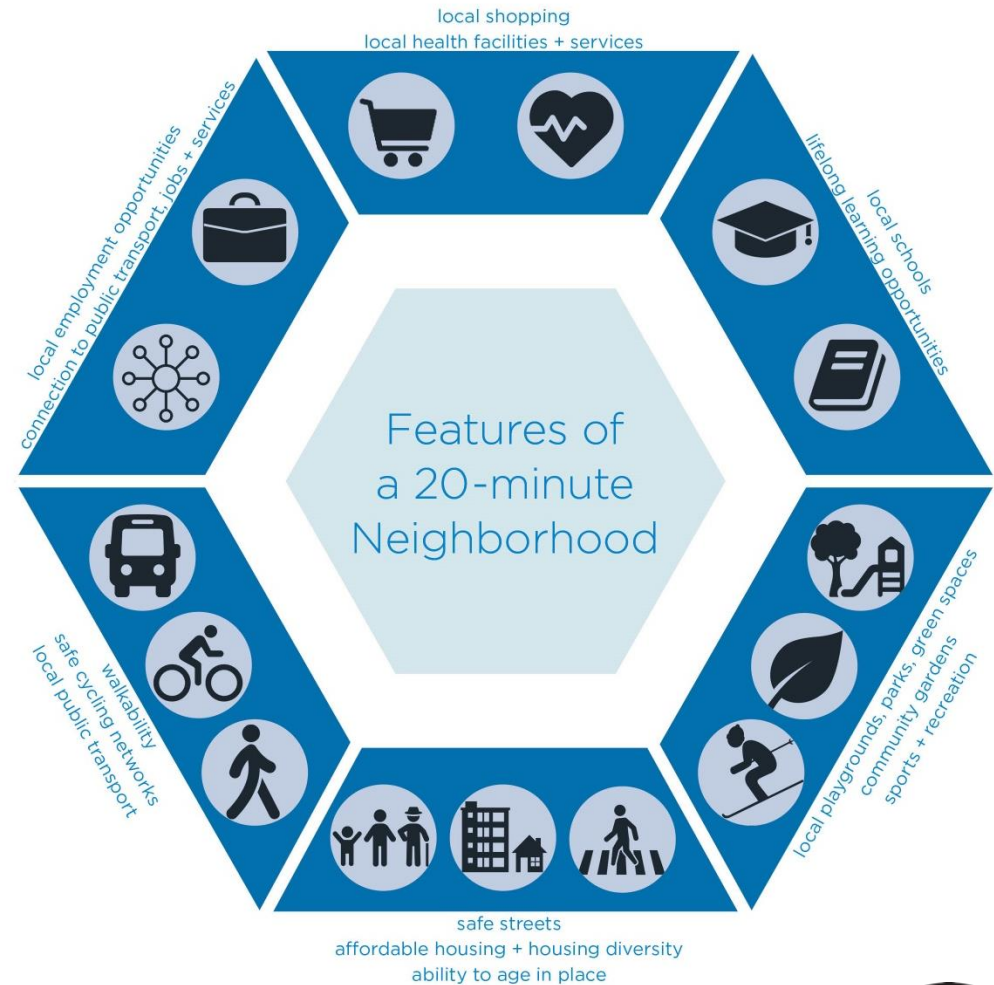 local shopping
local health facilities + services
local employment opportunities
connection to public transport, jobs + services
local schools
lifelong learning opportunities
Features of
a 20-minute
Neighborhood
walkability
safe cycling networks
local public transport
local playgrounds, parks, green spaces
community gardens
sports + recreation
safe streets
affordable housing + housing diversity
ability to age in place